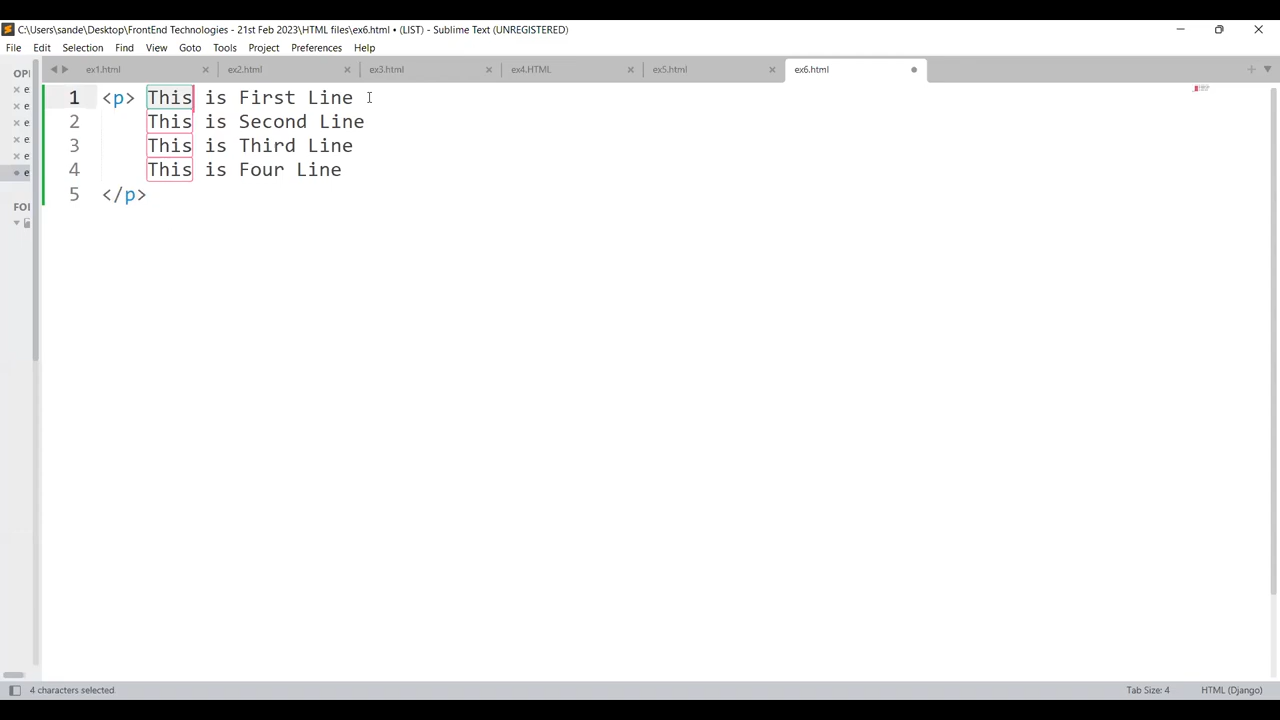 C:\Users\sande\Desktop\FrontEnd Technologies - 21st Feb 2023\HTML files\ex6.html • (LIST) - Sublime Text (UNREGISTERED)
File Edit Selection Find View Goto Tools Project Preferences Help
OPI ex1.html ex2.html ex3.html ex4.HTML ex5.html ex6.html
e
e
e
e
e
e
FOI
1 <p> This is First Line
2 This is Second Line
3 This is Third Line
4 This is Four Line
5 </p>
4 characters selected Tab Size: 4 HTML (Django)